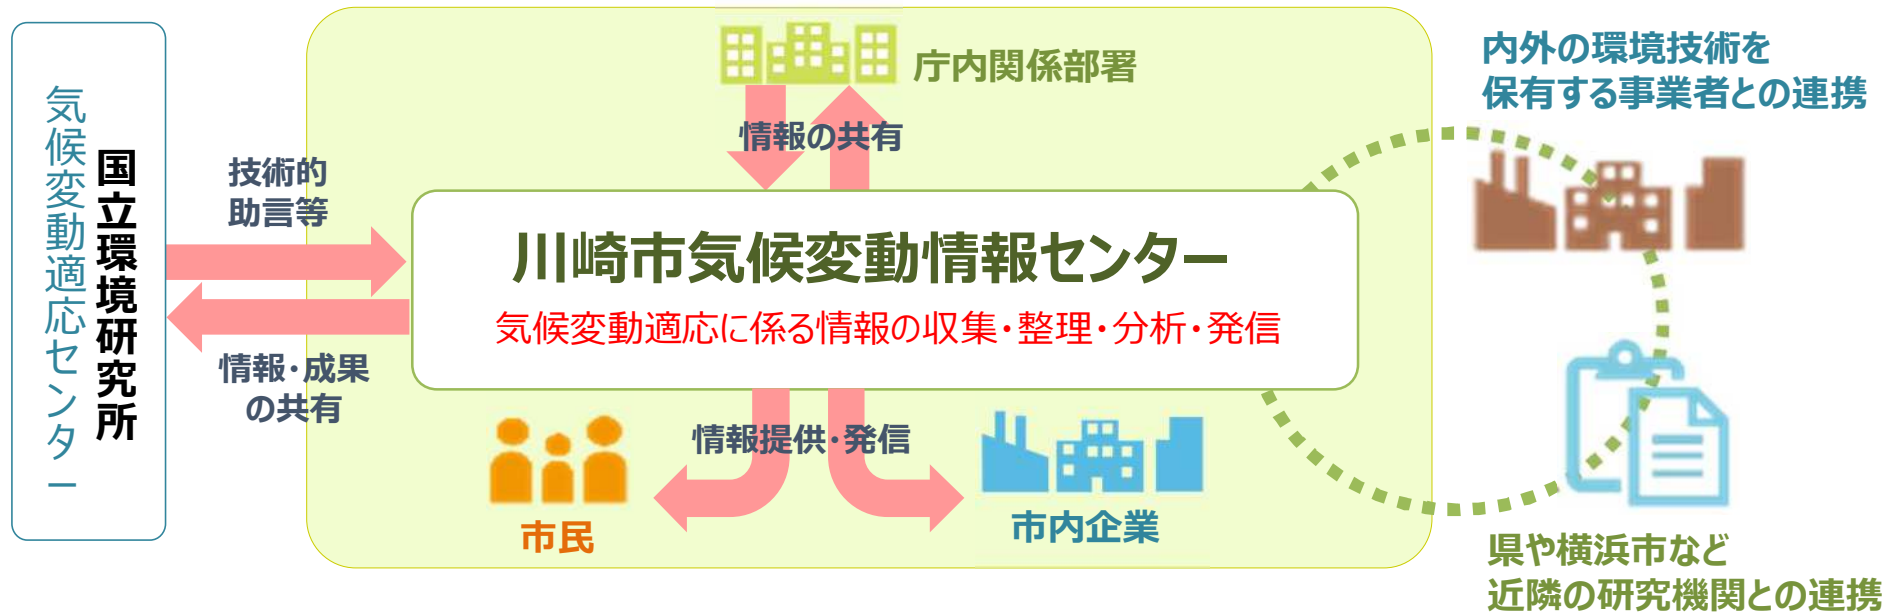 国立環境研究所
気候変動適応センター
技術的
助言等
情報・成果
の共有
庁内関係部署
情報の共有
川崎市気候変動情報センター
気候変動適応に係る情報の収集・整理・分析・発信
情報提供・発信
市民
市内企業
内外の環境技術を
保有する事業者との連携
県や横浜市など
近隣の研究機関との連携